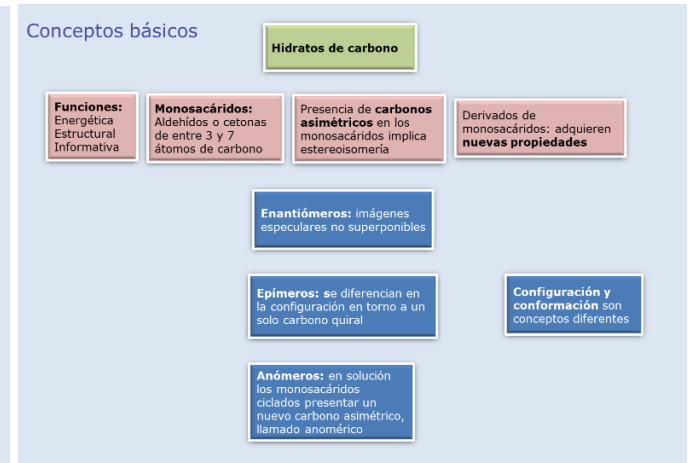 Conceptos básicos
Hidratos de carbono
Funciones:
Energética
Estructural
Informativa
Monosacáridos:
Aldehídos o cetonas
de entre 3 y 7
átomos de carbono
Presencia de carbonos
asimétricos en los
monosacáridos implica
estereoisomería
Derivados de
monosacáridos: adquieren
nuevas propiedades
Enantiómeros: imágenes
especulares no superponibles
Epímeros: se diferencian en
la configuración en torno a un
solo carbono quiral
Configuración y
conformación son
conceptos diferentes
Anómeros: en solución
los monosacáridos
ciclados presentar un
nuevo carbono asimétrico,
llamado anomérico